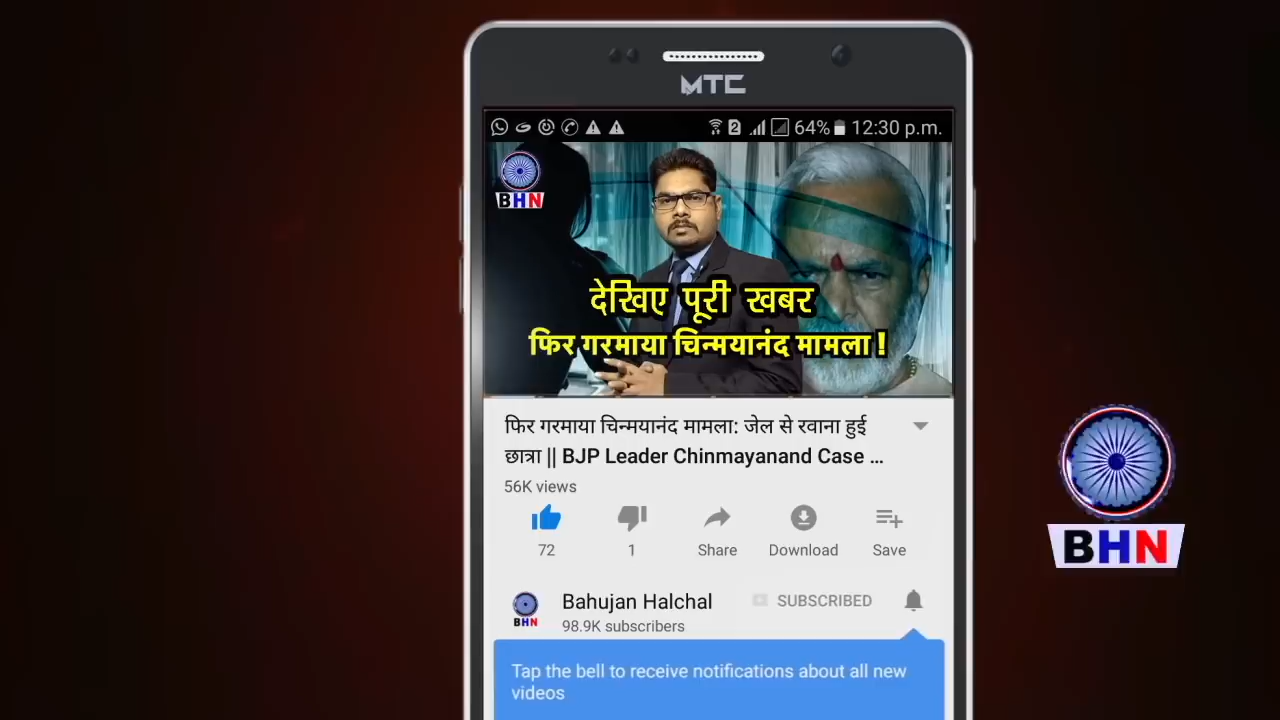 MTC
2 64% 12:30 p.m.
BHN
देखिए पूरी खबर
फिर गरमाया चिन्मयानंद मामला !
फिर गरमाया चिन्मयानंद मामला: जेल से रवाना हुई
छात्रा || BJP Leader Chinmayanand Case ...
56K views
72 1 Share Download Save
BHN
Bahujan Halchal SUBSCRIBED
98.9K subscribers
BHN
Tap the bell to receive notifications about all new
videos